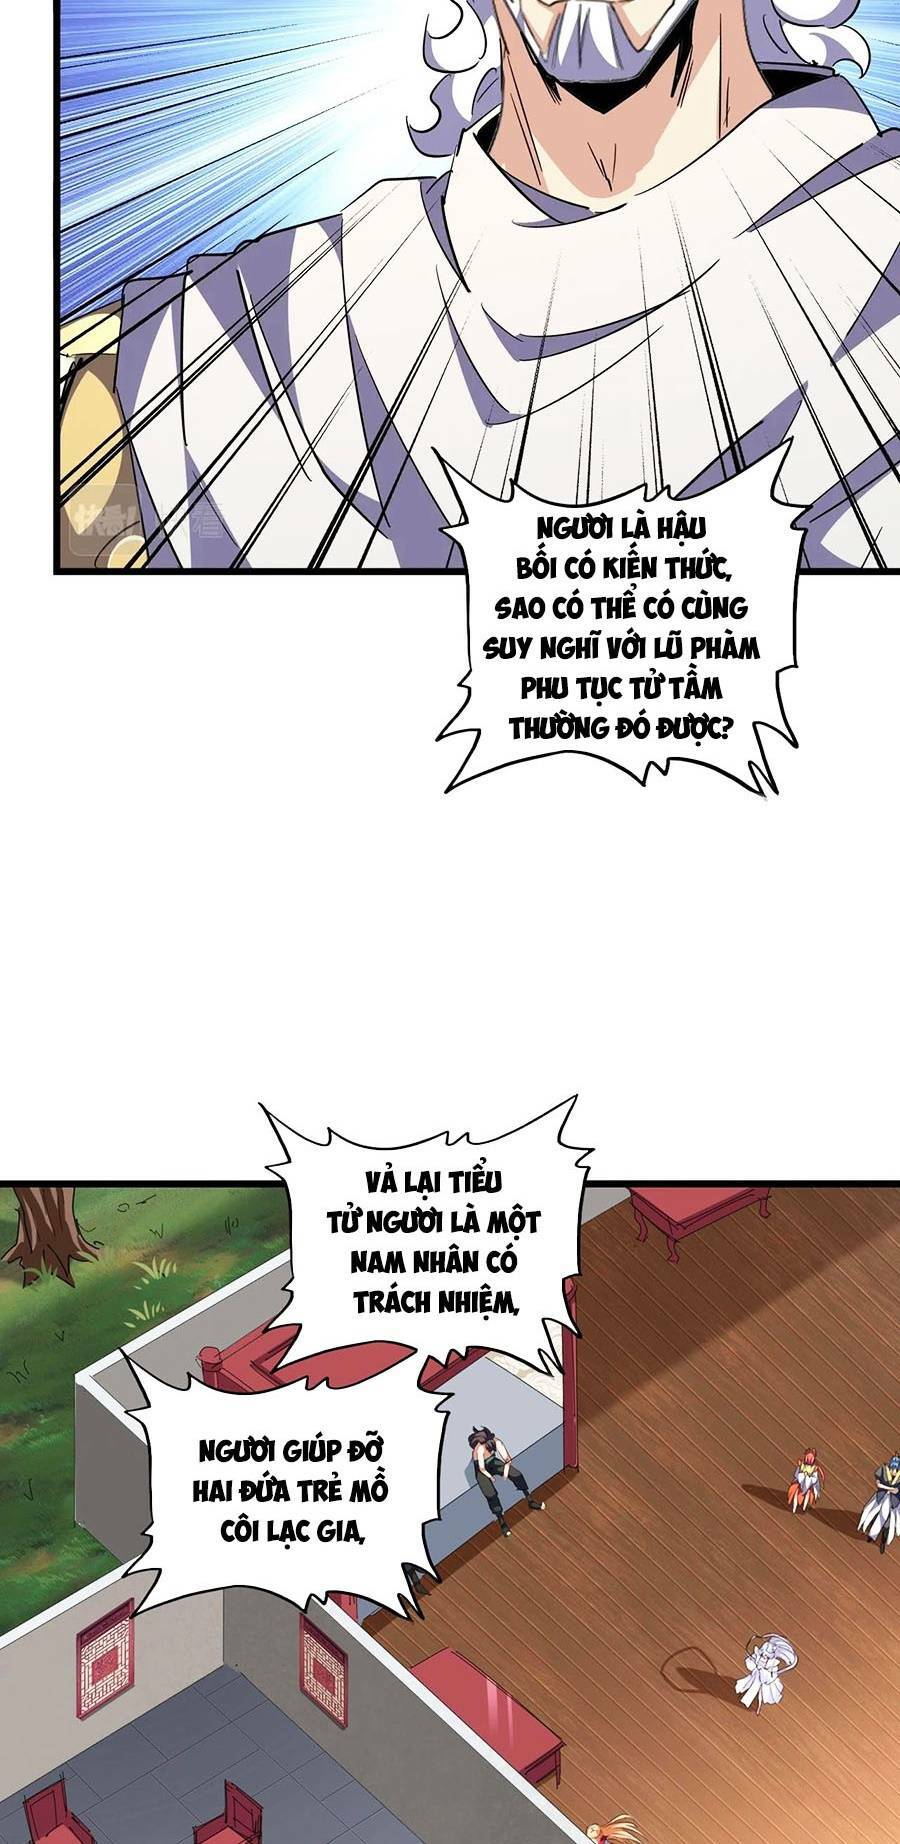 NGƯƠI LÀ HẬU
BỐI CÓ KIẾN THỨC,
SAO CÓ THỂ CÓ CÙNG
SUY NGHĨ VỚI LŨ PHÀM
PHU TỤC TỬ TẦM
THƯỜNG ĐÓ ĐƯỢC?
VẢ LẠI TIỂU
TỬ NGƯƠI LÀ MỘT
NAM NHÂN CÓ
TRÁCH NHIỆM,
NGƯƠI GIÚP ĐỠ
HAI ĐỨA TRẺ MỒ
CÔI LẠC GIA,